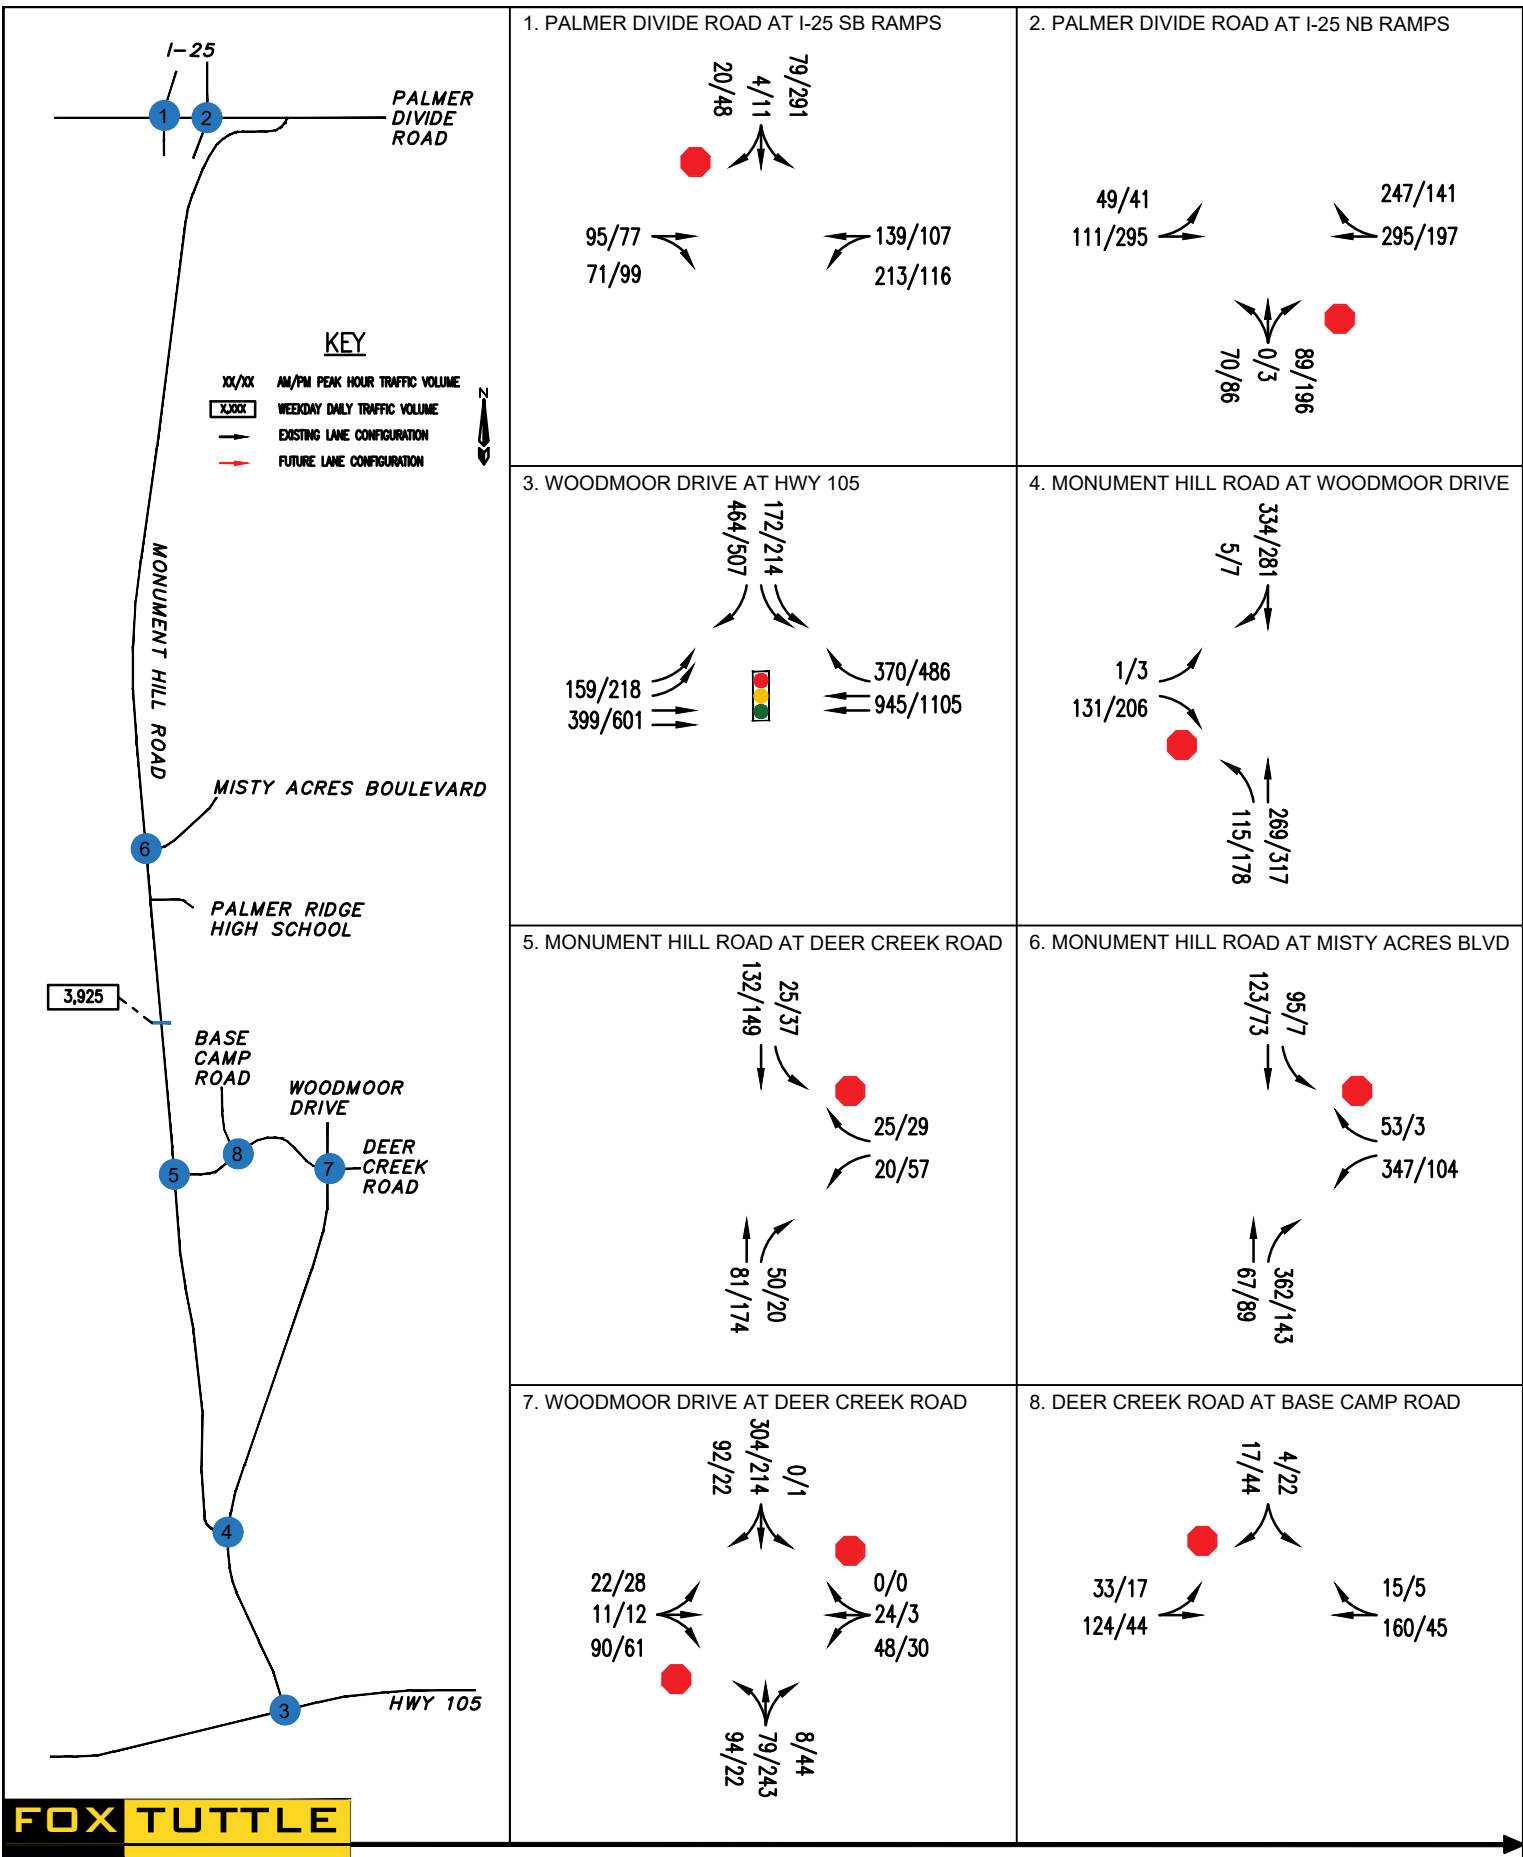 I-25
1
2
PALMER
DIVIDE
ROAD
KEY
XX/XX AM/PM PEAK HOUR TRAFFIC VOLUME
X,XXX WEEKDAY DAILY TRAFFIC VOLUME
EXISTING LANE CONFIGURATION
FUTURE LANE CONFIGURATION
N
MONUMENT HILL ROAD
MISTY ACRES BOULEVARD
6
PALMER RIDGE
HIGH SCHOOL
3,925
BASE
CAMP
ROAD
WOODMOOR
DRIVE
DEER
CREEK
ROAD
5
8
7
4
3
HWY 105
FOX TUTTLE
1. PALMER DIVIDE ROAD AT I-25 SB RAMPS
20/48
4/11
79/291
95/77
71/99
139/107
213/116
2. PALMER DIVIDE ROAD AT I-25 NB RAMPS
49/41
111/295
247/141
295/197
70/86
0/3
89/196
3. WOODMOOR DRIVE AT HWY 105
464/507
172/214
159/218
399/601
370/486
945/1105
4. MONUMENT HILL ROAD AT WOODMOOR DRIVE
5/7
334/281
1/3
131/206
115/178
269/317
5. MONUMENT HILL ROAD AT DEER CREEK ROAD
132/149
25/37
25/29
20/57
81/174
50/20
6. MONUMENT HILL ROAD AT MISTY ACRES BLVD
123/73
95/7
53/3
347/104
67/89
362/143
7. WOODMOOR DRIVE AT DEER CREEK ROAD
92/22
304/214
0/1
22/28
11/12
90/61
0/0
24/3
48/30
94/22
79/243
8/44
8. DEER CREEK ROAD AT BASE CAMP ROAD
17/44
4/22
33/17
124/44
15/5
160/45